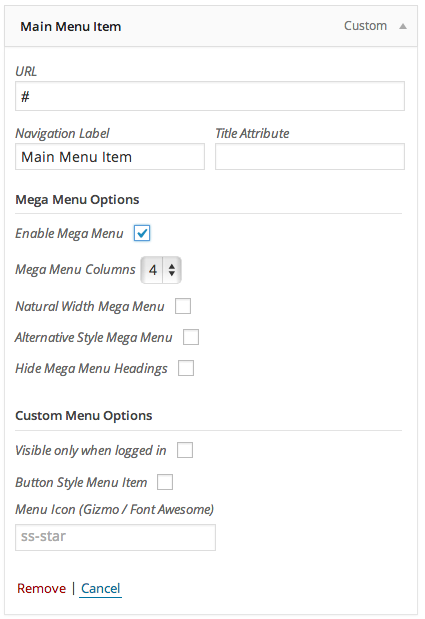 Main Menu Item Custom
URL
#
Navigation Label Title Attribute
Main Menu Item
Mega Menu Options
Enable Mega Menu
Mega Menu Columns 4
Natural Width Mega Menu
Alternative Style Mega Menu
Hide Mega Menu Headings
Custom Menu Options
Visible only when logged in
Button Style Menu Item
Menu Icon (Gizmo / Font Awesome)
ss-star
Remove | Cancel